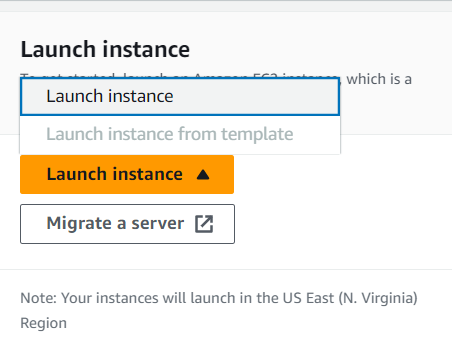 Launch instance
To get started, launch an Amazon EC2 instance, which is a
Launch instance
Launch instance from template
Launch instance
Migrate a server
Note: Your instances will launch in the US East (N. Virginia)
Region